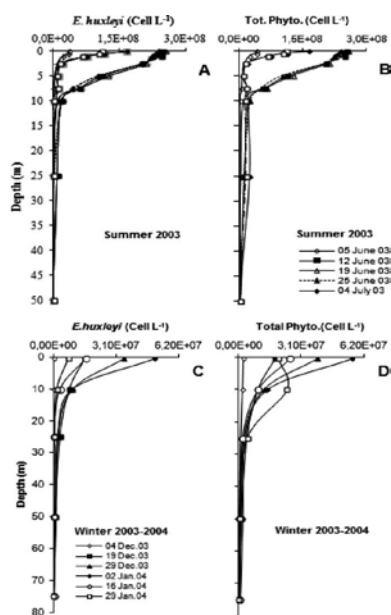 E. huxleyi (Cell L⁻¹)
0,0E+00 1,5E+08 3,0E+08
Tot. Phyto. (Cell L⁻¹)
0,0E+00 1,5E+08 3,0E+08
0
5
10
15
20
25
30
35
40
45
50
Depth (m)
A
B
Summer 2003
Summer 2003
05 June 03
12 June 03
19 June 03
25 June 03
04 July 03
E.huxleyi (Cell L⁻¹)
0,00E+00 3,10E+07 6,20E+07
Total Phyto.(Cell L⁻¹)
0,00E+00 3,10E+07 6,20E+07
0
10
20
30
40
50
60
70
80
Depth (m)
C
D
Winter 2003-2004
04 Dec.03
19 Dec.03
29 Dec.03
02 Jan.04
16 Jan.04
29 Jan.04
Winter 2003-2004